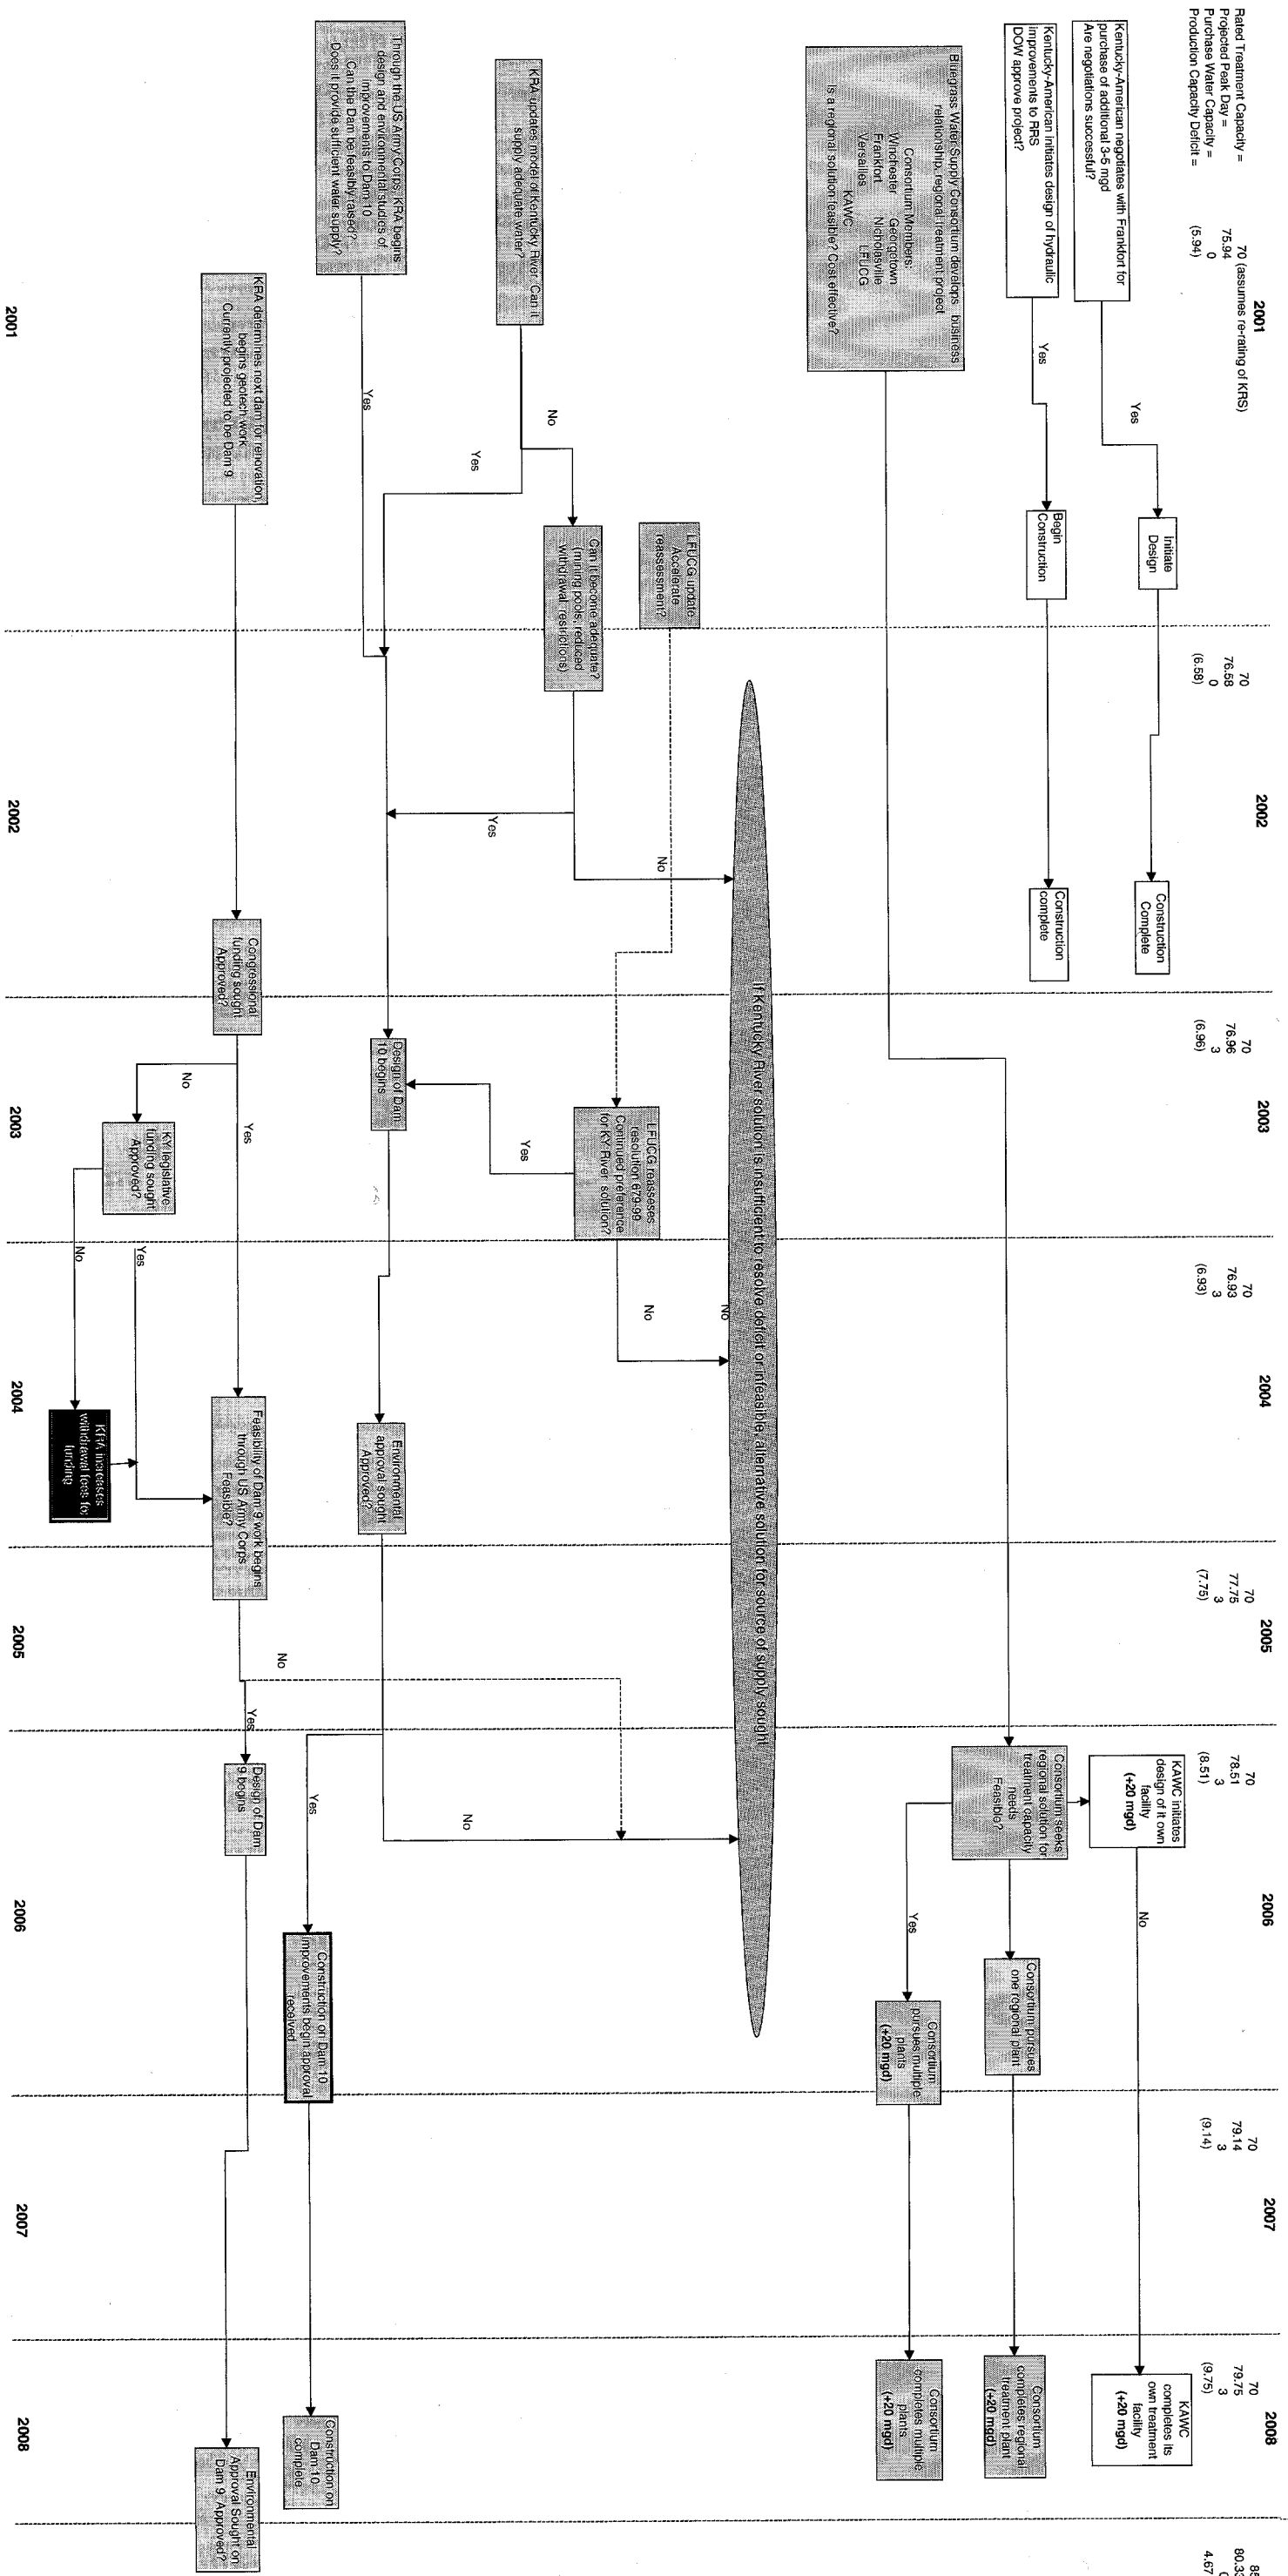 Rated Treatment Capacity =
Projected Peak Day =
Purchase Water Capacity =
Production Capacity Deficit =
2001
70 (assumes re-rating of KRS)
75.94
0
(5.94)
2002
70
76.58
0
(6.58)
2003
70
76.96
3
(6.96)
2004
70
76.93
3
(6.93)
2005
70
77.75
3
(7.75)
2006
70
78.51
3
(8.51)
2007
70
79.14
3
(9.14)
2008
70
79.75
3
(9.75)
85
80.33
4.67
Kentucky-American negotiates with Frankfort for
purchase of additional 3-5 mgd
Are negotiations successful?
Yes
Initiate
Design
Construction
Complete
KAWC initiates
design of it own
facility
(+20 mgd)
No
KAWC
completes its
own treatment
facility
(+20 mgd)
Kentucky-American initiates design of hydraulic
improvements to RRS
DOW approve project?
Yes
Begin
Construction
Construction
complete
Bluegrass Water Supply Consortium develops business
relationship, regional treatment project
Consortium Members:
Winchester Georgetown
Frankfort Nicholasville
Versailles LFUCG
KAWC
Is a regional solution feasible? Cost effective?
Consortium seeks
regional solution for
treatment capacity
needs
Feasible?
Consortium pursues
one regional plant
Consortium
completes regional
treatment plant
(+20 mgd)
Yes
Consortium
pursues multiple
plants
(+20 mgd)
Consortium
completes multiple
plants
(+20 mgd)
If Kentucky River solution is insufficient to resolve deficit or infeasible, alternative solution for source of supply sought
No
LFUCG update
Accelerate
reassessment?
No
KRA updates model of Kentucky River Can it
supply adequate water?
No
Yes
Can it become adequate?
(mining pools, reduced
withdrawal restrictions)
Yes
LFUCG reasseses
resolution 679-99
Continued preference
for KY River solution?
Yes
No
Through the US Army Corps, KRA begins
design and environmental studies of
improvements to Dam 10
Can the Dam be feasibly raised?
Does it provide sufficient water supply?
Yes
Design of Dam
10 begins
Environmental
approval sought
Approved?
No
Yes
Construction on Dam 10
improvements begin approval
received
Construction on
Dam 10
complete
KRA determines next dam for renovation,
begins geotech work
Currently projected to be Dam 9
Congressional
funding sought
Approved?
Yes
No
KY legislative
funding sought
Approved?
Yes
No
KRA increases
withdrawal fees for
funding
Feasibility of Dam 9 work begins
through US Army Corps
Feasible?
No
Yes
Design of Dam
9 begins
Environmental
Approval Sought on
Dam 9 Approved?
2001
2002
2003
2004
2005
2006
2007
2008